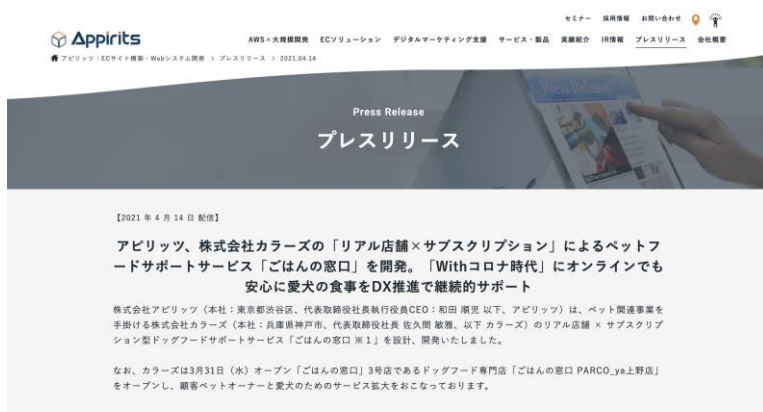 セミナー 採用情報 お問い合わせ
Appirits
AWS×大規模開発 ECソリューション デジタルマーケティング支援 サービス・製品 実績紹介 IR情報 プレスリリース 会社概要
アピリッツ｜ECサイト構築・Webシステム開発 > プレスリリース > 2021.04.14
Press Release
プレスリリース
【2021 年 4 月 14 日 配信】
アピリッツ、株式会社カラーズの「リアル店舗×サブスクリプション」によるペットフ
ードサポートサービス「ごはんの窓口」を開発。「Withコロナ時代」にオンラインでも
安心に愛犬の食事をDX推進で継続的サポート
株式会社アピリッツ（本社：東京都渋谷区、代表取締役社長執行役員CEO：和田 順児 以下、アピリッツ）は、ペット関連事業を
手掛ける株式会社カラーズ（本社：兵庫県神戸市、代表取締役社長 佐久間 敏雅、以下 カラーズ）のリアル店舗 × サブスクリプ
ション型ドッグフードサポートサービス「ごはんの窓口 ※１」を設計、開発いたしました。
なお、カラーズは3月31日（水）オープン「ごはんの窓口」3号店であるドッグフード専門店「ごはんの窓口 PARCO_ya上野店」
をオープンし、顧客ペットオーナーと愛犬のためのサービス拡大をおこなっております。